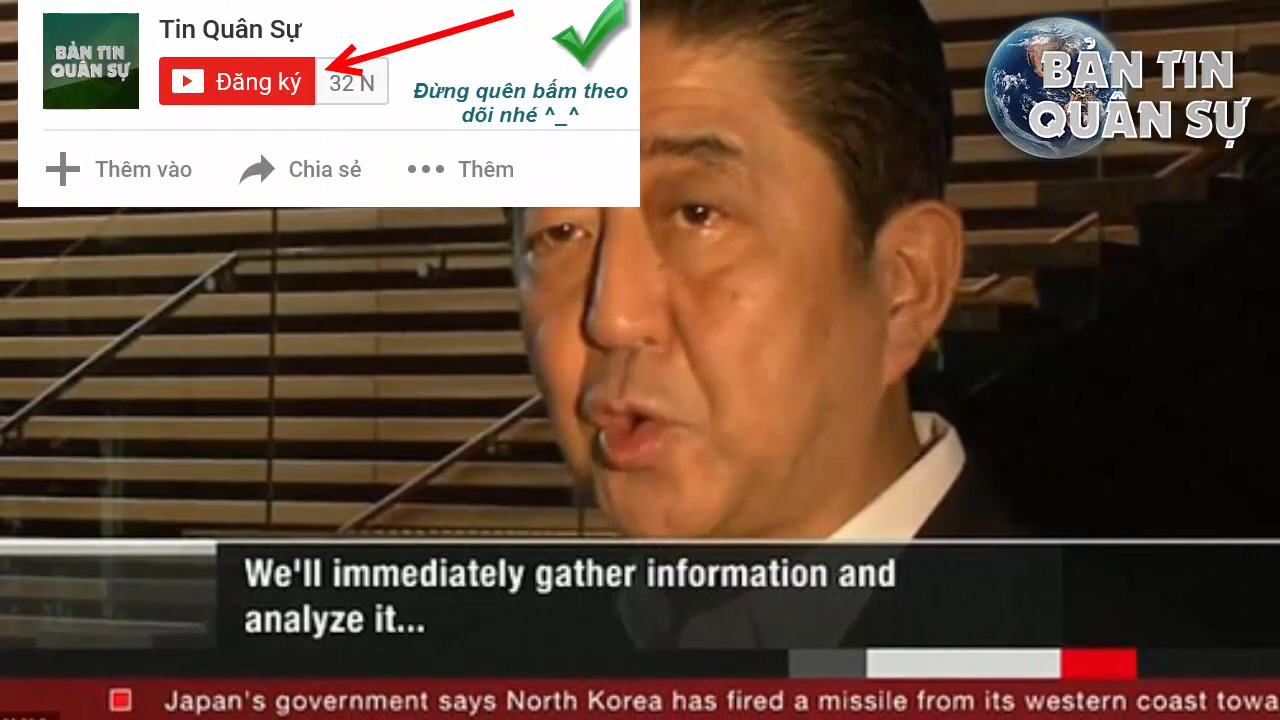 Tin Quân Sự
BẢN TIN
QUÂN SỰ
Đăng ký
32 N
Đừng quên bấm theo
dõi nhé ^_^
Thêm vào
Chia sẻ
Thêm
BẢN TIN
QUÂN SỰ
We'll immediately gather information and
analyze it...
Japan's government says North Korea has fired a missile from its western coast towa